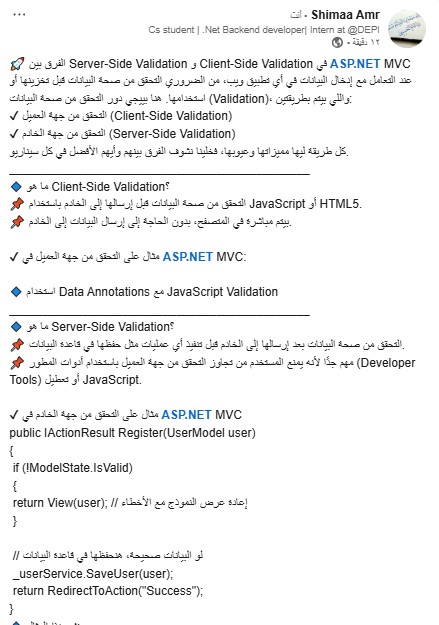 Shimaa Amr • أنت
Cs student | .Net Backend developer| Intern at @DEPI
١٢ دقيقة •
🚀 الفرق بين Server-Side Validation و Client-Side Validation في ASP.NET MVC
عند التعامل مع إدخال البيانات في أي تطبيق ويب، من الضروري التحقق من صحة البيانات قبل تخزينها أو
استخدامها. هنا بييجي دور التحقق من صحة البيانات (Validation)، واللي بيتم بطريقتين:
✔ التحقق من جهة العميل (Client-Side Validation)
✔ التحقق من جهة الخادم (Server-Side Validation)
كل طريقة ليها مميزاتها وعيوبها، فخلينا نشوف الفرق بينهم وأيهم الأفضل في كل سيناريو.
🔷 ما هو Client-Side Validation؟
📌 التحقق من صحة البيانات قبل إرسالها إلى الخادم باستخدام JavaScript أو HTML5.
📌 بيتم مباشرة في المتصفح، بدون الحاجة إلى إرسال البيانات إلى الخادم.
✔ مثال على التحقق من جهة العميل في ASP.NET MVC:
🔷 استخدام Data Annotations مع JavaScript Validation
🔷 ما هو Server-Side Validation؟
📌 التحقق من صحة البيانات بعد إرسالها إلى الخادم قبل تنفيذ أي عمليات مثل حفظها في قاعدة البيانات.
📌 مهم جدًا لأنه يمنع المستخدم من تجاوز التحقق من جهة العميل باستخدام أدوات المطور (Developer
Tools) أو تعطيل JavaScript.
✔ مثال على التحقق من جهة الخادم في ASP.NET MVC
public IActionResult Register(UserModel user)
{
if (!ModelState.IsValid)
{
return View(user); // إعادة عرض النموذج مع الأخطاء
}
// لو البيانات صحيحة، هنحفظها في قاعدة البيانات
_userService.SaveUser(user);
return RedirectToAction("Success");
}